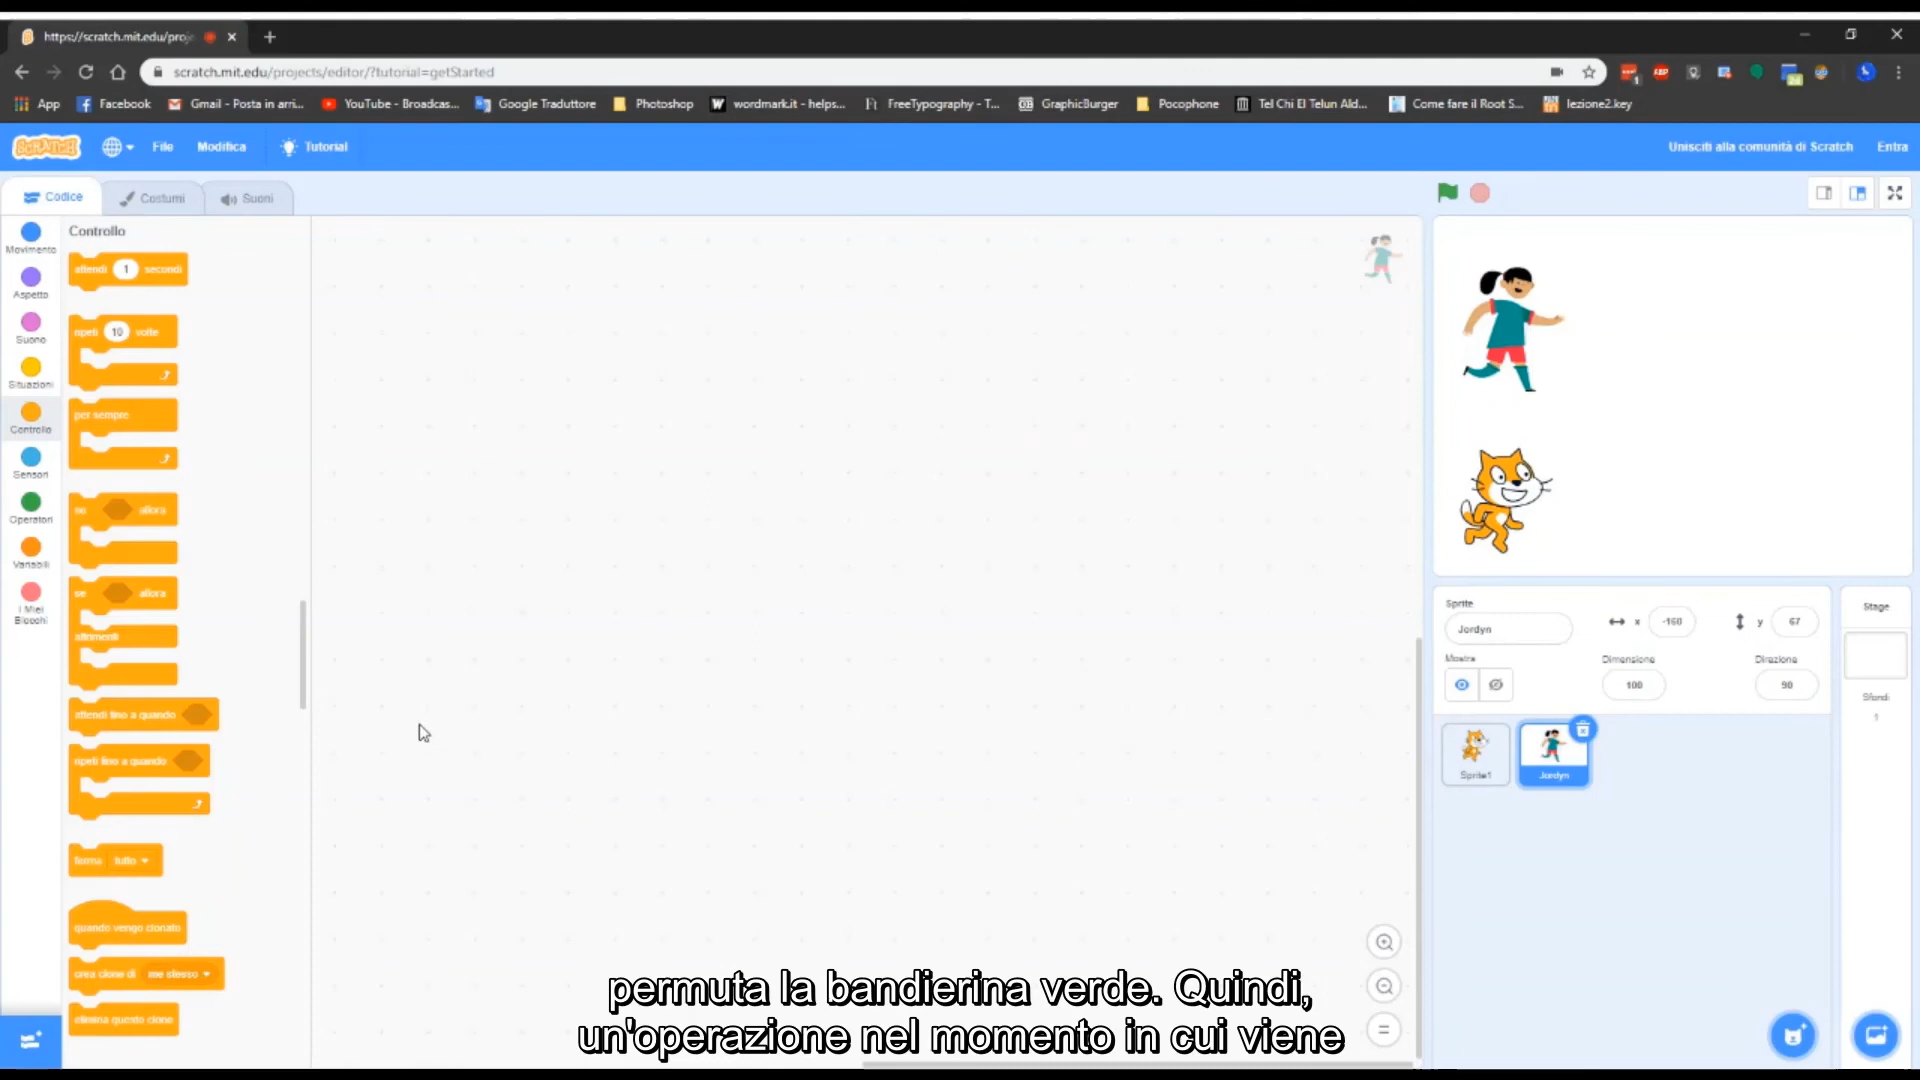 https://scratch.mit.edu/proje
scratch.mit.edu/projects/editor/?tutorial=getStarted
App
Facebook
Gmail - Posta in arri...
YouTube - Broadcas...
Google Traduttore
Photoshop
wordmark.it - helps...
FreeTypography - T...
GraphicBurger
Pocophone
Tel Chi El Telun Ald...
Come fare il Root S...
lezione2.key
SCRATCH
File
Modifica
Tutorial
Unisciti alla comunità di Scratch
Entra
Codice
Costumi
Suoni
Movimento
Aspetto
Suono
Situazioni
Controllo
Sensori
Operatori
Variabili
I Miei
Blocchi
Controllo
attendi 1 secondi
ripeti 10 volte
per sempre
se allora
se allora
altrimenti
attendi fino a quando
ripeti fino a quando
ferma tutto
quando vengo clonato
crea clone di me stesso
elimina questo clone
Sprite
Jordyn
x -160
y 67
Mostra
Dimensione
100
Direzione
90
Sprite1
Jordyn
Stage
Sfondi
1
permuta la bandierina verde. Quindi,
un'operazione nel momento in cui viene